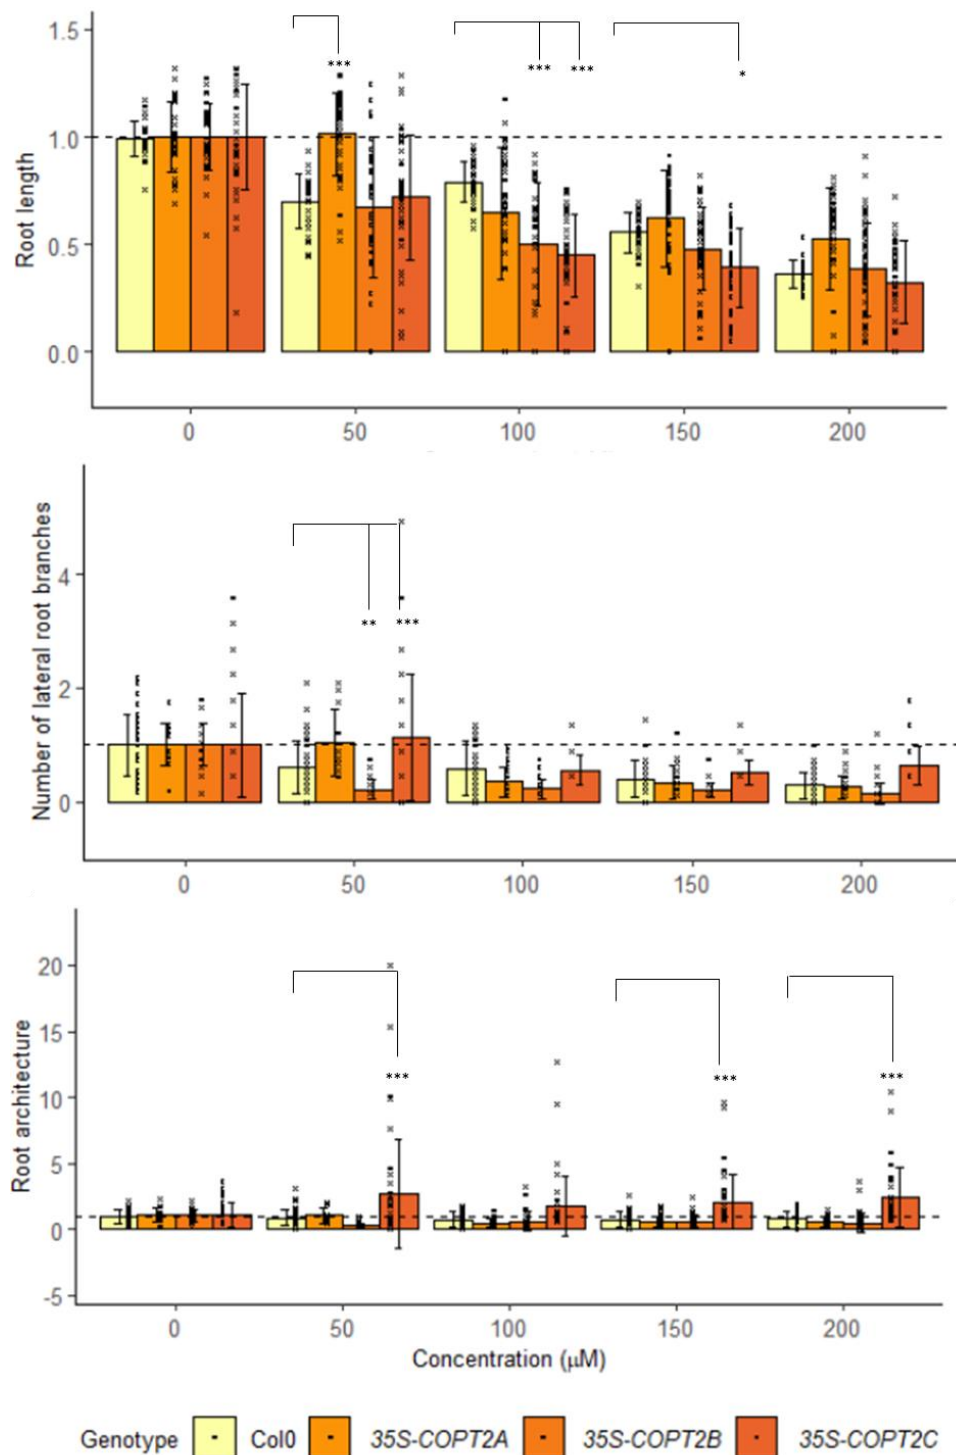 1.5
1.0
0.5
0.0
Root length
*** *** *** *
0 50 100 150 200
4
2
0
Number of lateral root branches
** ***
0 50 100 150 200
20
15
10
5
0
-5
Root architecture
*** *** ***
0 50 100 150 200
Concentration (µM)
Genotype Col0 35S-COPT2A 35S-COPT2B 35S-COPT2C